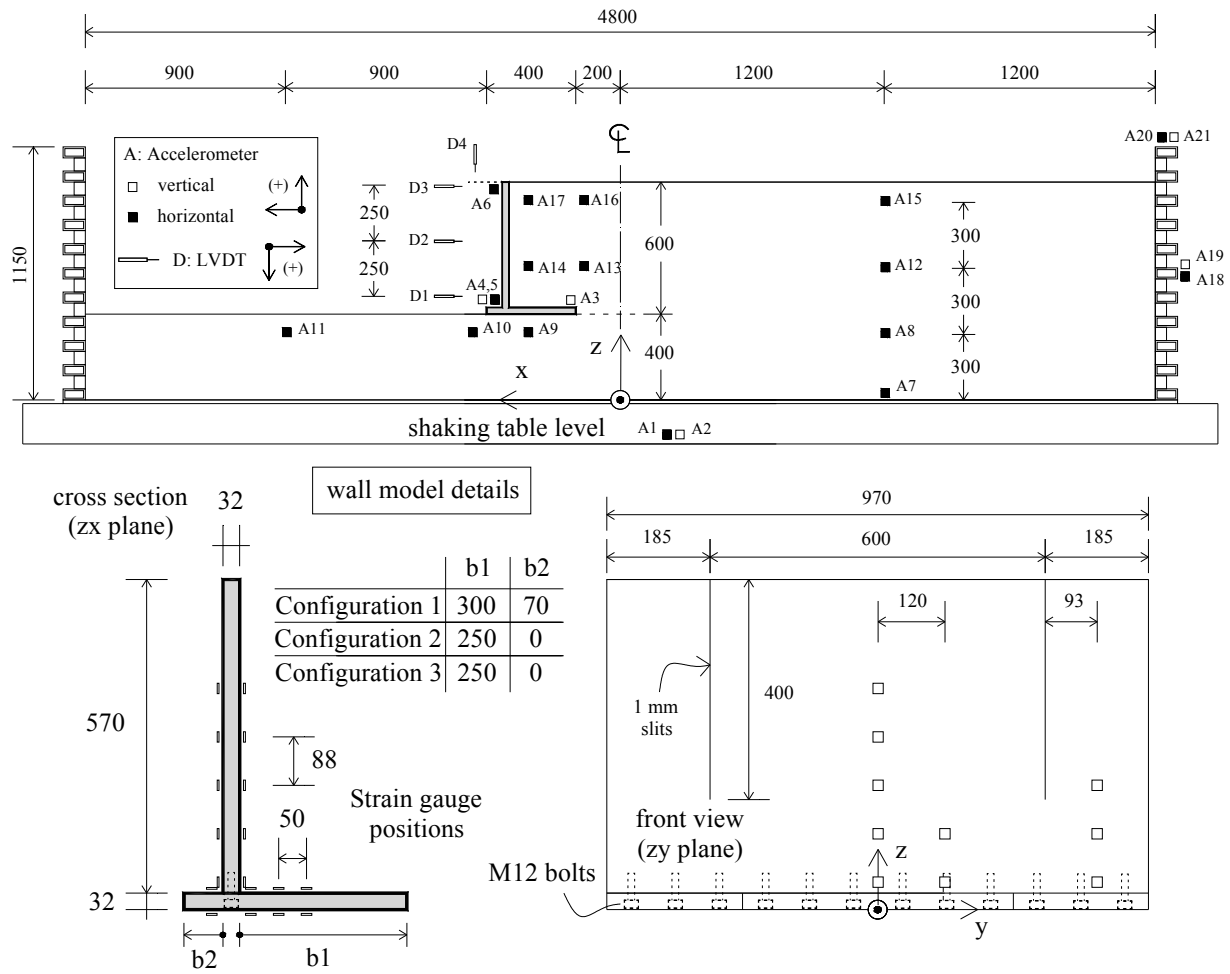 4800
900
900
400
200
1200
1200
A: Accelerometer
vertical
(+)
horizontal
D: LVDT
(+)
D4
D3
D2
D1
250
250
A6
A4,5
A17
A16
A14
A13
A3
A11
A10
A9
℄
600
400
z
x
A15
A12
A8
A7
300
300
300
A20
A21
A19
A18
1150
shaking table level
A1
A2
cross section
(zx plane)
32
wall model details
b1 b2
Configuration 1 300 70
Configuration 2 250 0
Configuration 3 250 0
570
88
50
Strain gauge
positions
32
b2
b1
970
185
600
185
120
93
1 mm
slits
400
front view
(zy plane)
z
M12 bolts
y